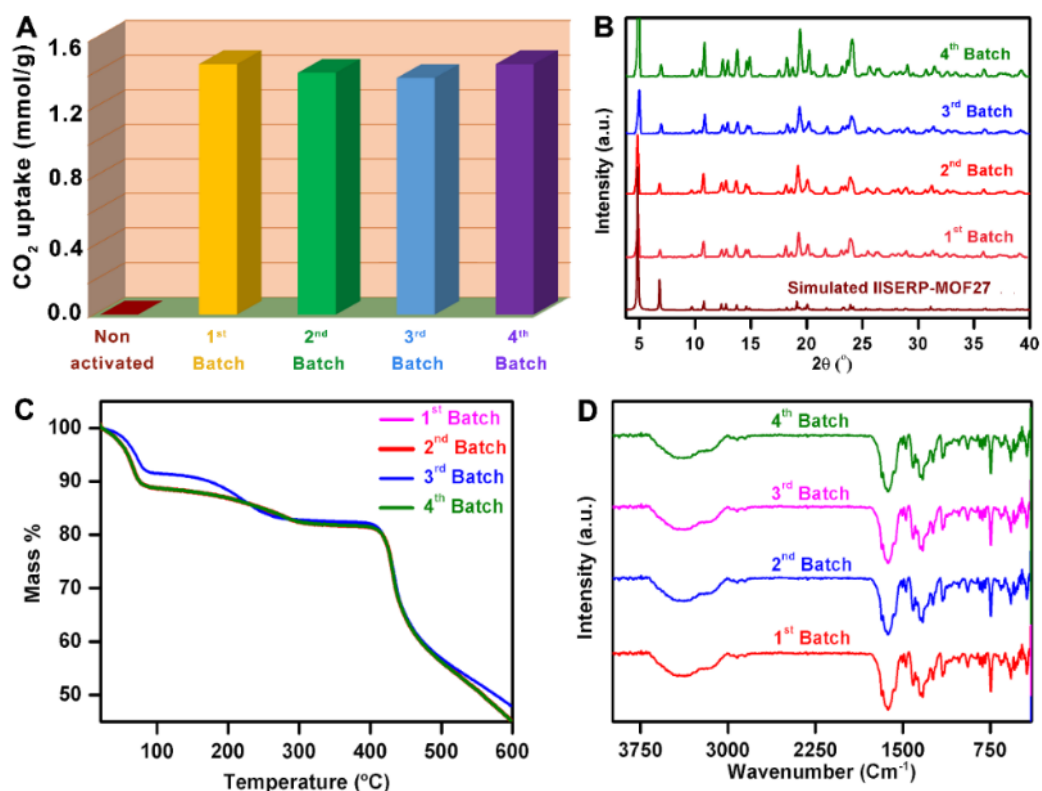 A
CO2 uptake (mmol/g)
1.6
1.2
0.8
0.4
0.0
Non activated
1st Batch
2nd Batch
3rd Batch
4th Batch
B
Intensity (a.u.)
4th Batch
3rd Batch
2nd Batch
1st Batch
Simulated IISERP-MOF27
5 10 15 20 25 30 35 40
2θ (°)
C
Mass %
100
90
80
70
60
50
1st Batch
2nd Batch
3rd Batch
4th Batch
100 200 300 400 500 600
Temperature (ºC)
D
Intensity (a.u.)
4th Batch
3rd Batch
2nd Batch
1st Batch
3750 3000 2250 1500 750
Wavenumber (Cm-1)